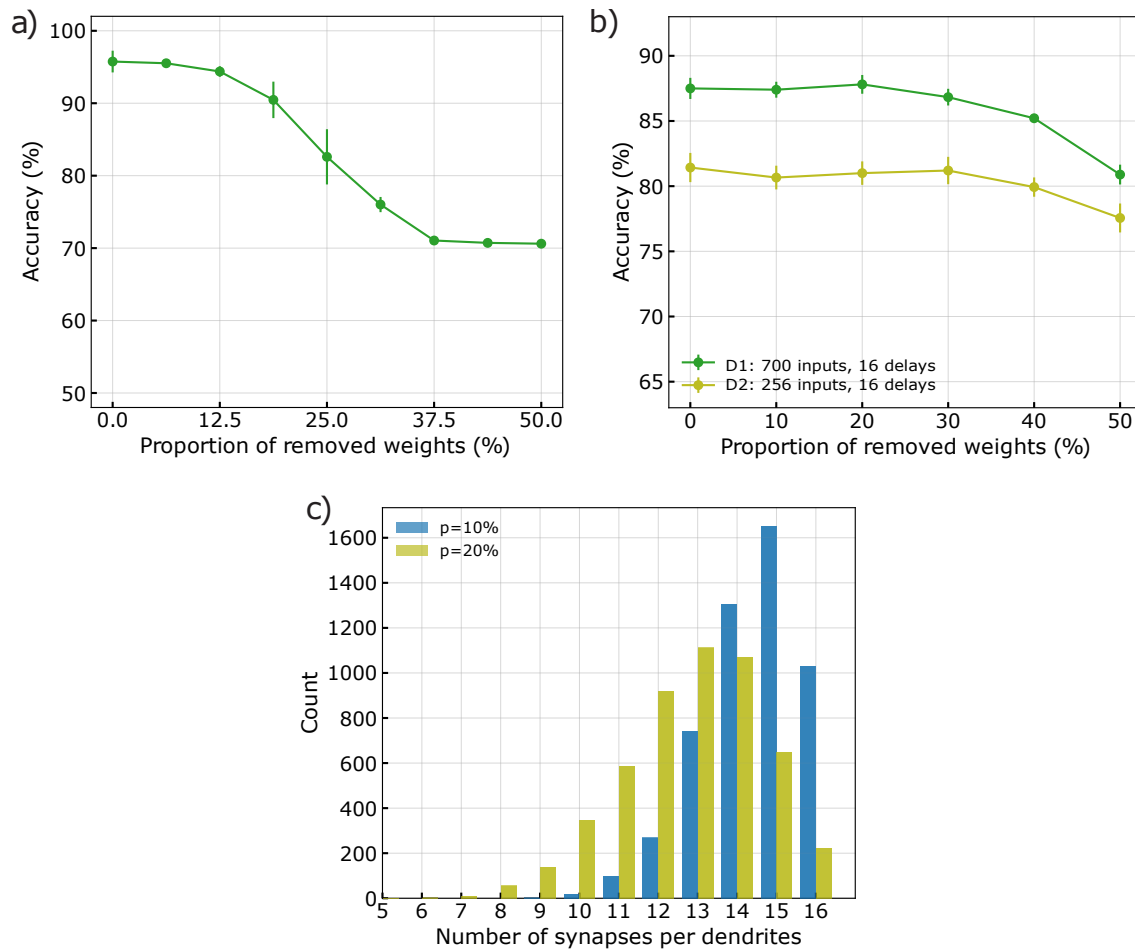 a)
100
90
80
70
60
50
Accuracy (%)
0.0 12.5 25.0 37.5 50.0
Proportion of removed weights (%)
b)
90
85
80
75
70
65
Accuracy (%)
D1: 700 inputs, 16 delays
D2: 256 inputs, 16 delays
0 10 20 30 40 50
Proportion of removed weights (%)
c)
p=10%
p=20%
1600
1400
1200
1000
800
600
400
200
0
Count
5 6 7 8 9 10 11 12 13 14 15 16
Number of synapses per dendrites